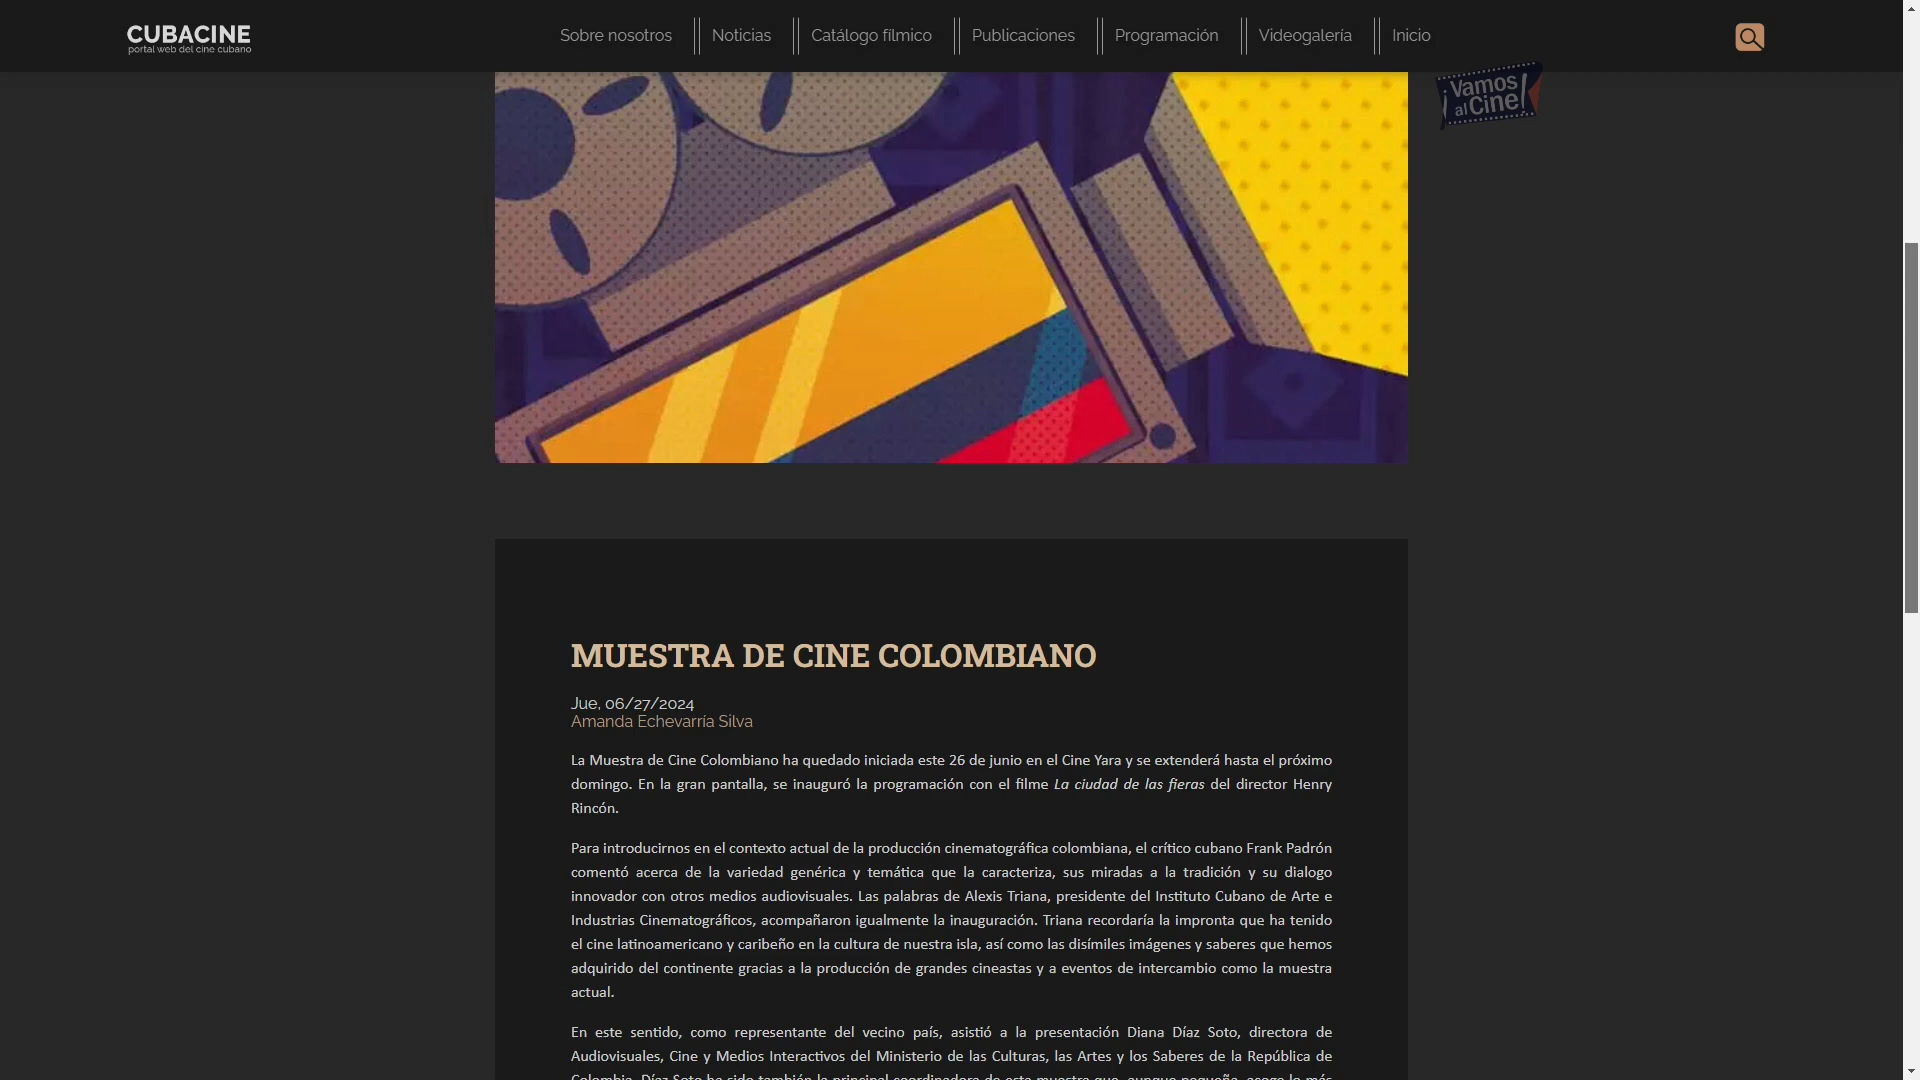 CUBACINE
portal web del cine cubano
Sobre nosotros
Noticias
Catálogo fílmico
Publicaciones
Programación
Videogalería
Inicio
¡Vamos
al Cine!
MUESTRA DE CINE COLOMBIANO
Jue, 06/27/2024
Amanda Echevarría Silva
La Muestra de Cine Colombiano ha quedado iniciada este 26 de junio en el Cine Yara y se extenderá hasta el próximo
domingo. En la gran pantalla, se inauguró la programación con el filme La ciudad de las fieras del director Henry
Rincón.
Para introducirnos en el contexto actual de la producción cinematográfica colombiana, el crítico cubano Frank Padrón
comentó acerca de la variedad genérica y temática que la caracteriza, sus miradas a la tradición y su dialogo
innovador con otros medios audiovisuales. Las palabras de Alexis Triana, presidente del Instituto Cubano de Arte e
Industrias Cinematográficos, acompañaron igualmente la inauguración. Triana recordaría la impronta que ha tenido
el cine latinoamericano y caribeño en la cultura de nuestra isla, así como las disímiles imágenes y saberes que hemos
adquirido del continente gracias a la producción de grandes cineastas y a eventos de intercambio como la muestra
actual.
En este sentido, como representante del vecino país, asistió a la presentación Diana Díaz Soto, directora de
Audiovisuales, Cine y Medios Interactivos del Ministerio de las Culturas, las Artes y los Saberes de la República de
Colombia. Díaz Soto ha sido también la principal coordinadora de esta muestra que, aunque pequeña, acoge lo más